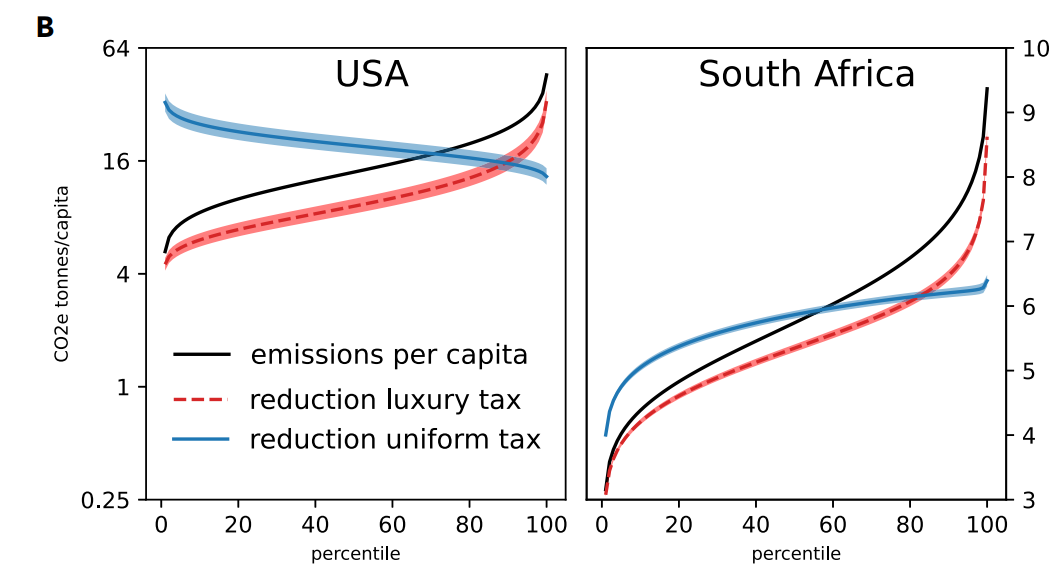 B
USA
South Africa
64
16
4
1
0.25
CO2e tonnes/capita
emissions per capita
reduction luxury tax
reduction uniform tax
10
9
8
7
6
5
4
3
0 20 40 60 80 100
0 20 40 60 80 100
percentile
percentile